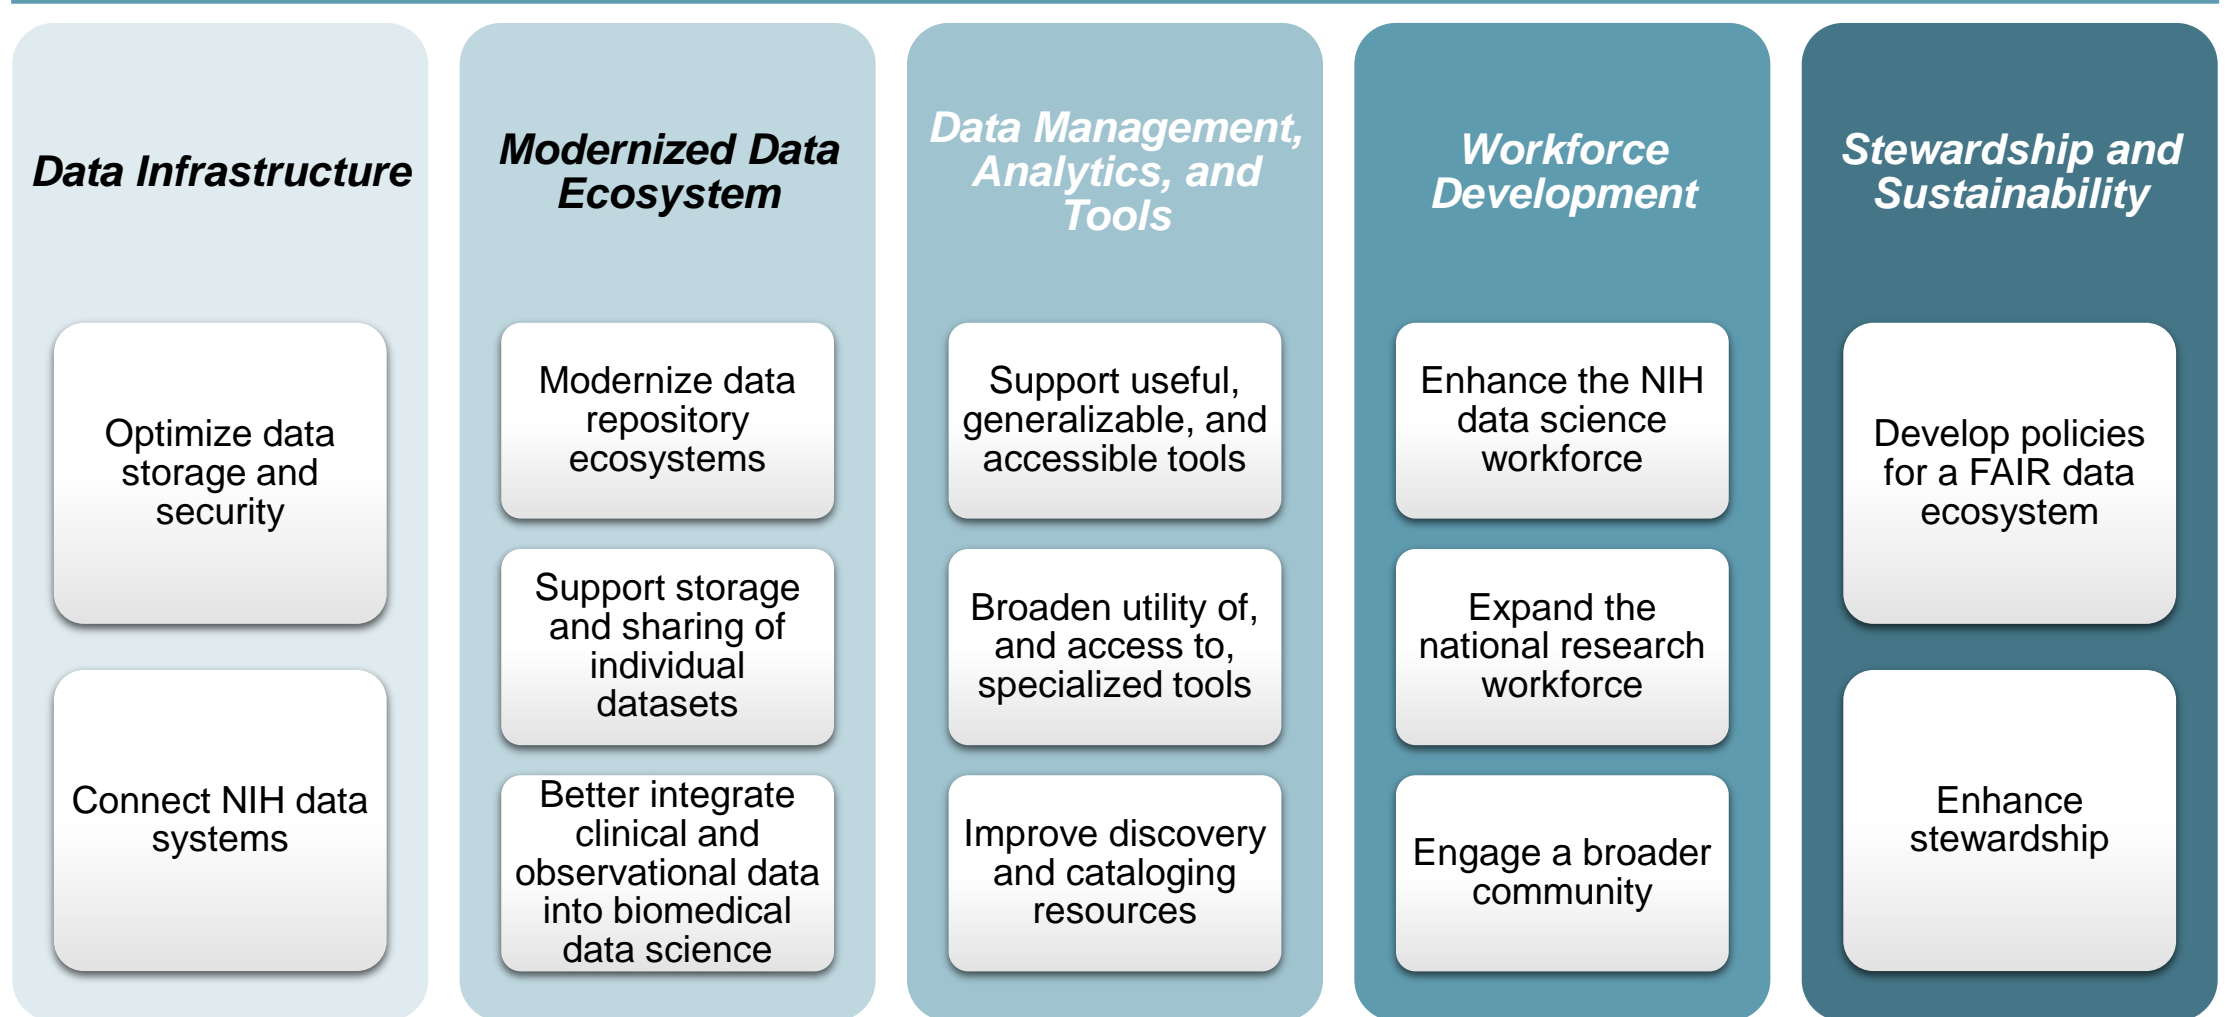 Data Infrastructure
Optimize data
storage and
security
Connect NIH data
systems
Modernized Data
Ecosystem
Modernize data
repository
ecosystems
Support storage
and sharing of
individual
datasets
Better integrate
clinical and
observational data
into biomedical
data science
Data Management,
Analytics, and
Tools
Support useful,
generalizable, and
accessible tools
Broaden utility of,
and access to,
specialized tools
Improve discovery
and cataloging
resources
Workforce
Development
Enhance the NIH
data science
workforce
Expand the
national research
workforce
Engage a broader
community
Stewardship and
Sustainability
Develop policies
for a FAIR data
ecosystem
Enhance
stewardship